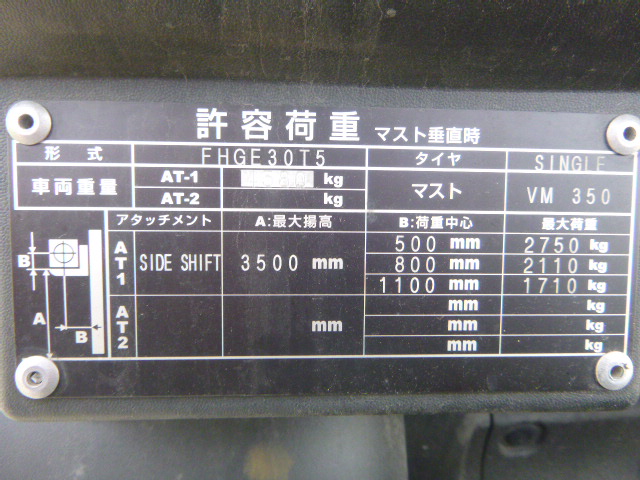 許容荷重 マスト垂直時
形式 FHGE30T5 タイヤ SINGLE
車両重量 AT-1 kg マスト VM 350
AT-2 kg
アタッチメント A:最大揚高 B:荷重中心 最大荷重
AT1 SIDE SHIFT 3500 mm 500 mm 2750 kg
800 mm 2110 kg
1100 mm 1710 kg
AT2 mm mm kg
mm kg
mm kg
B
A
B